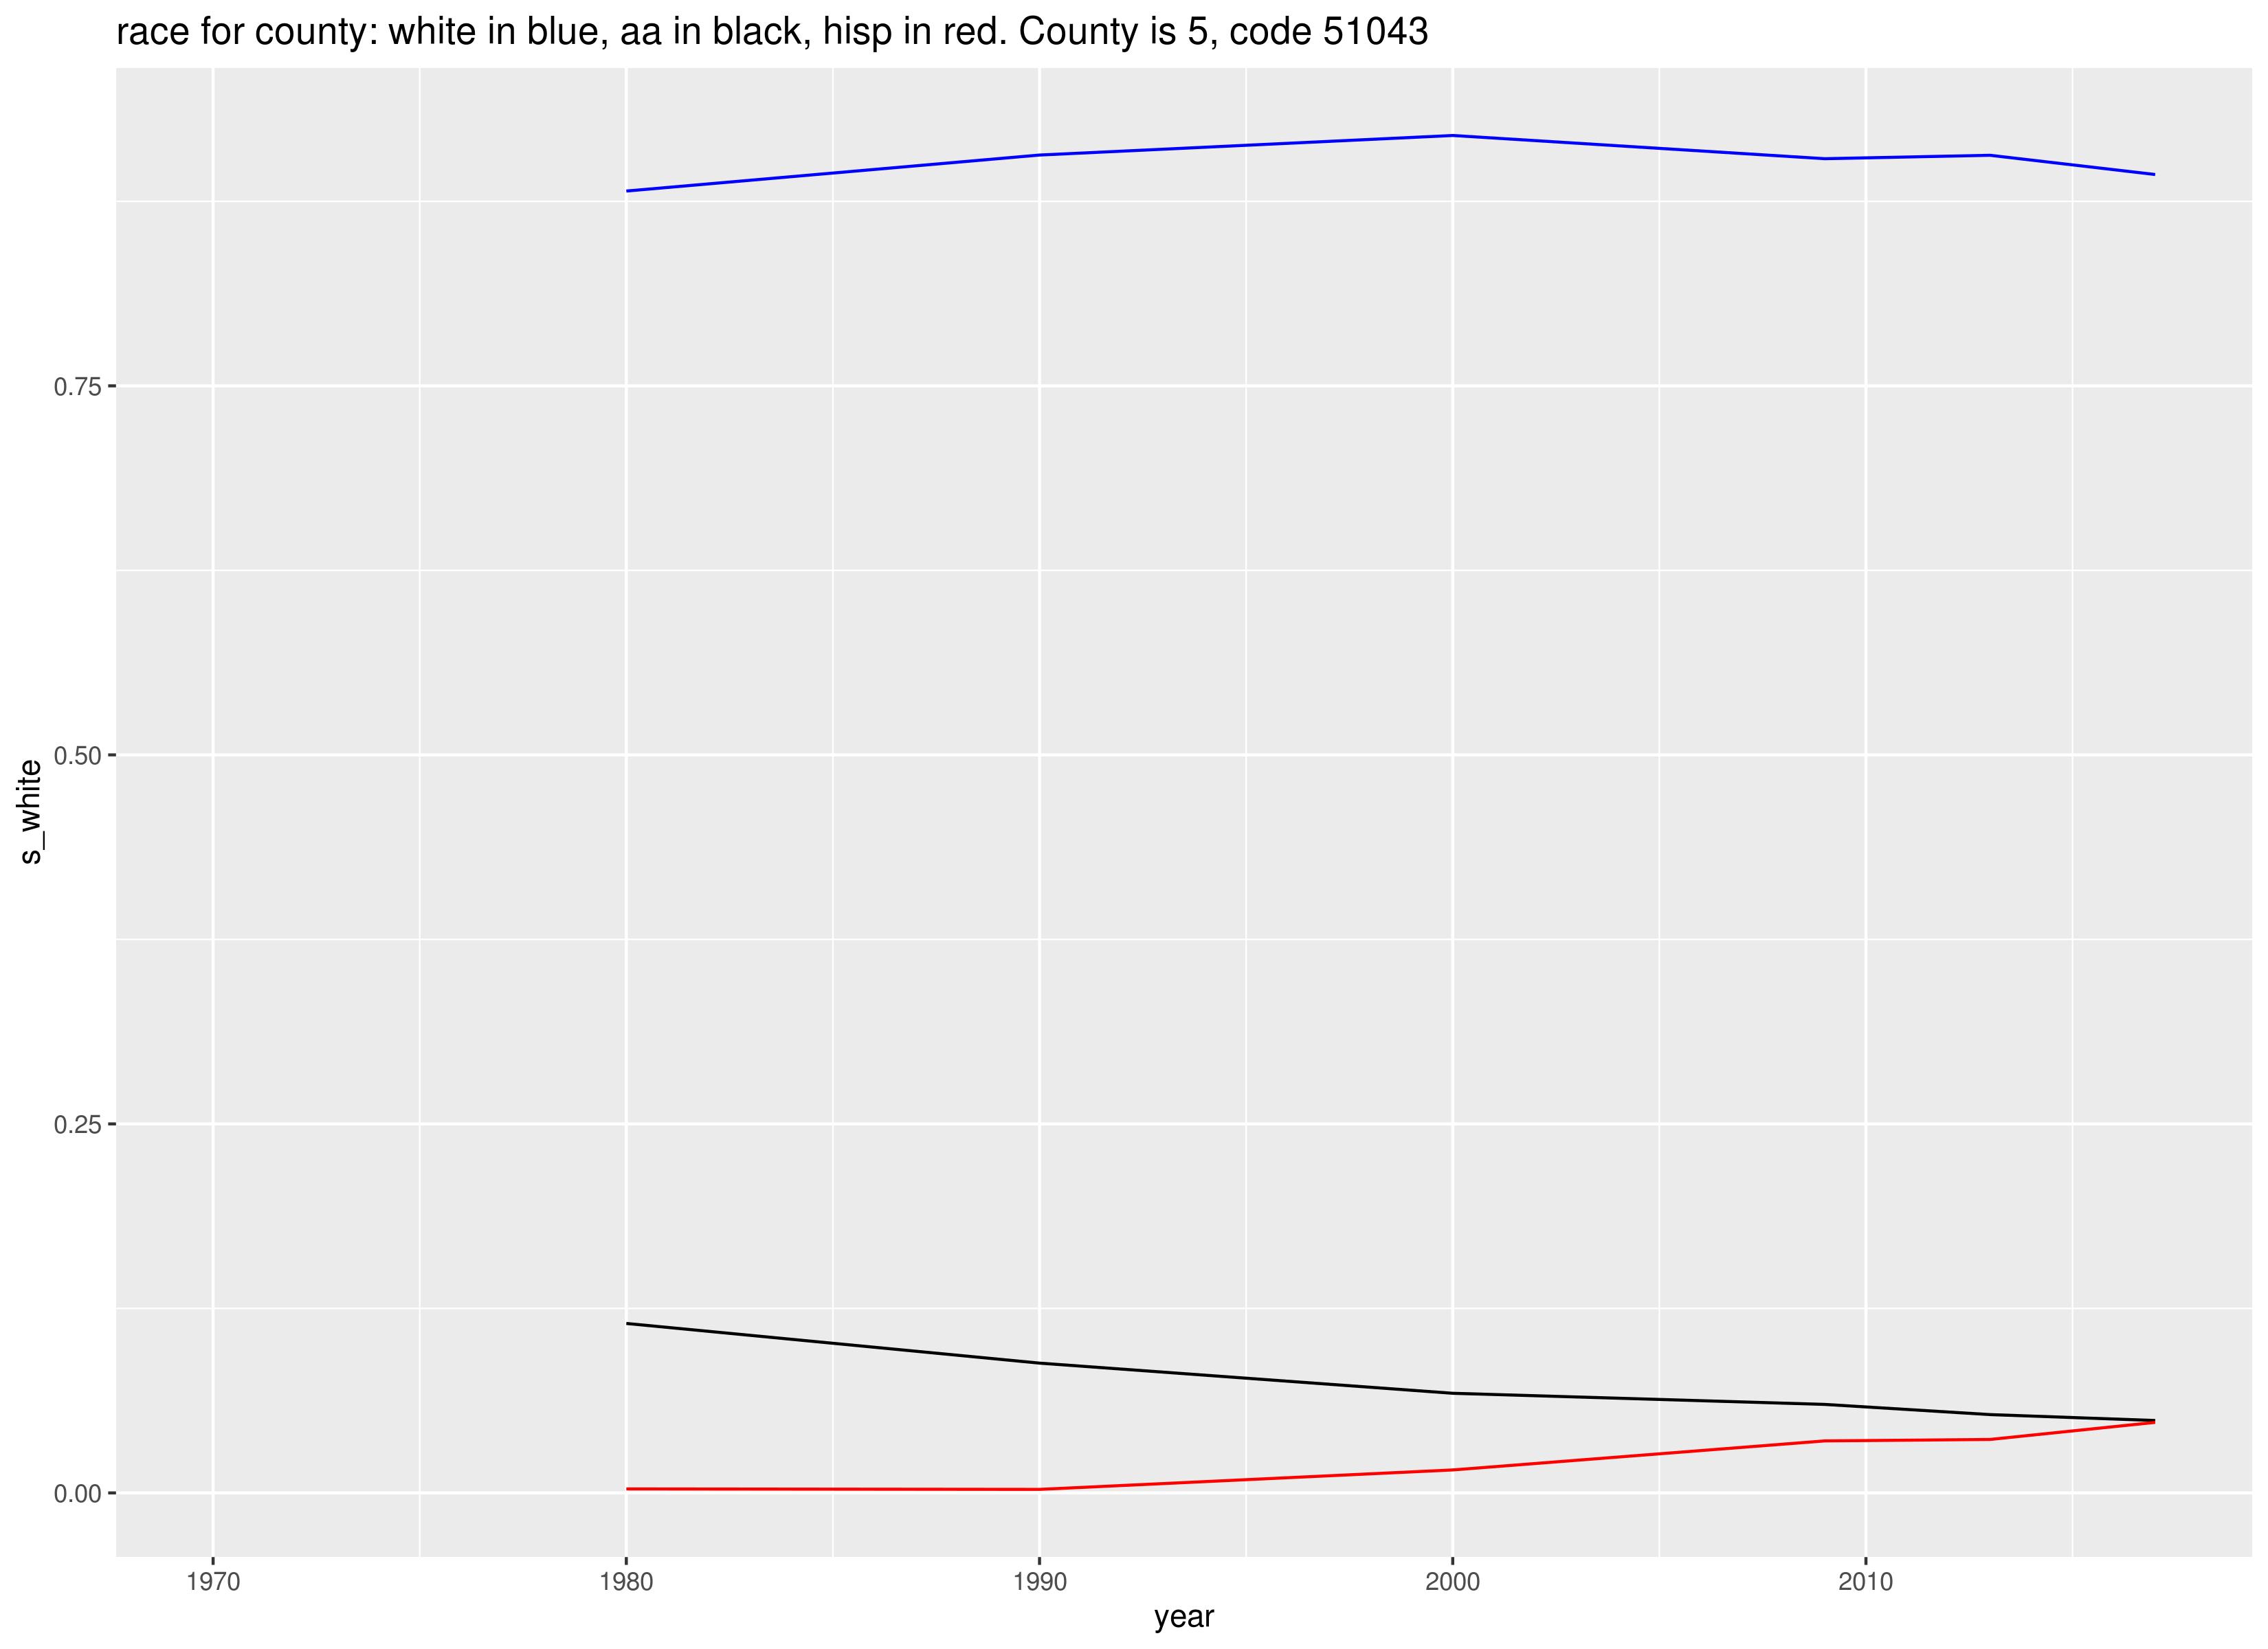 race for county: white in blue, aa in black, hisp in red. County is 5, code 51043
s_white
0.75
0.50
0.25
0.00
1970 1980 1990 2000 2010
year